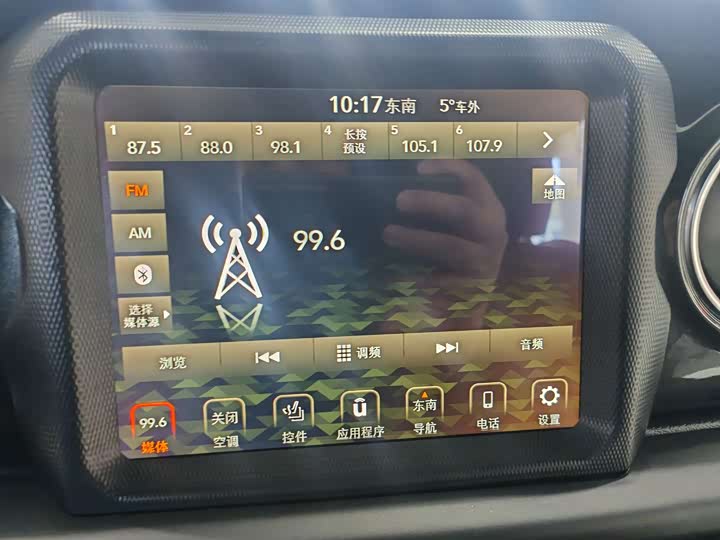 10:17 东南 5°车外
1 87.5
2 88.0
3 98.1
4 长按
预设
5 105.1
6 107.9
FM
AM
99.6
地图
选择
媒体源
浏览
调频
音频
99.6
媒体
关闭
空调
控件
u
应用程序
东南
导航
电话
设置